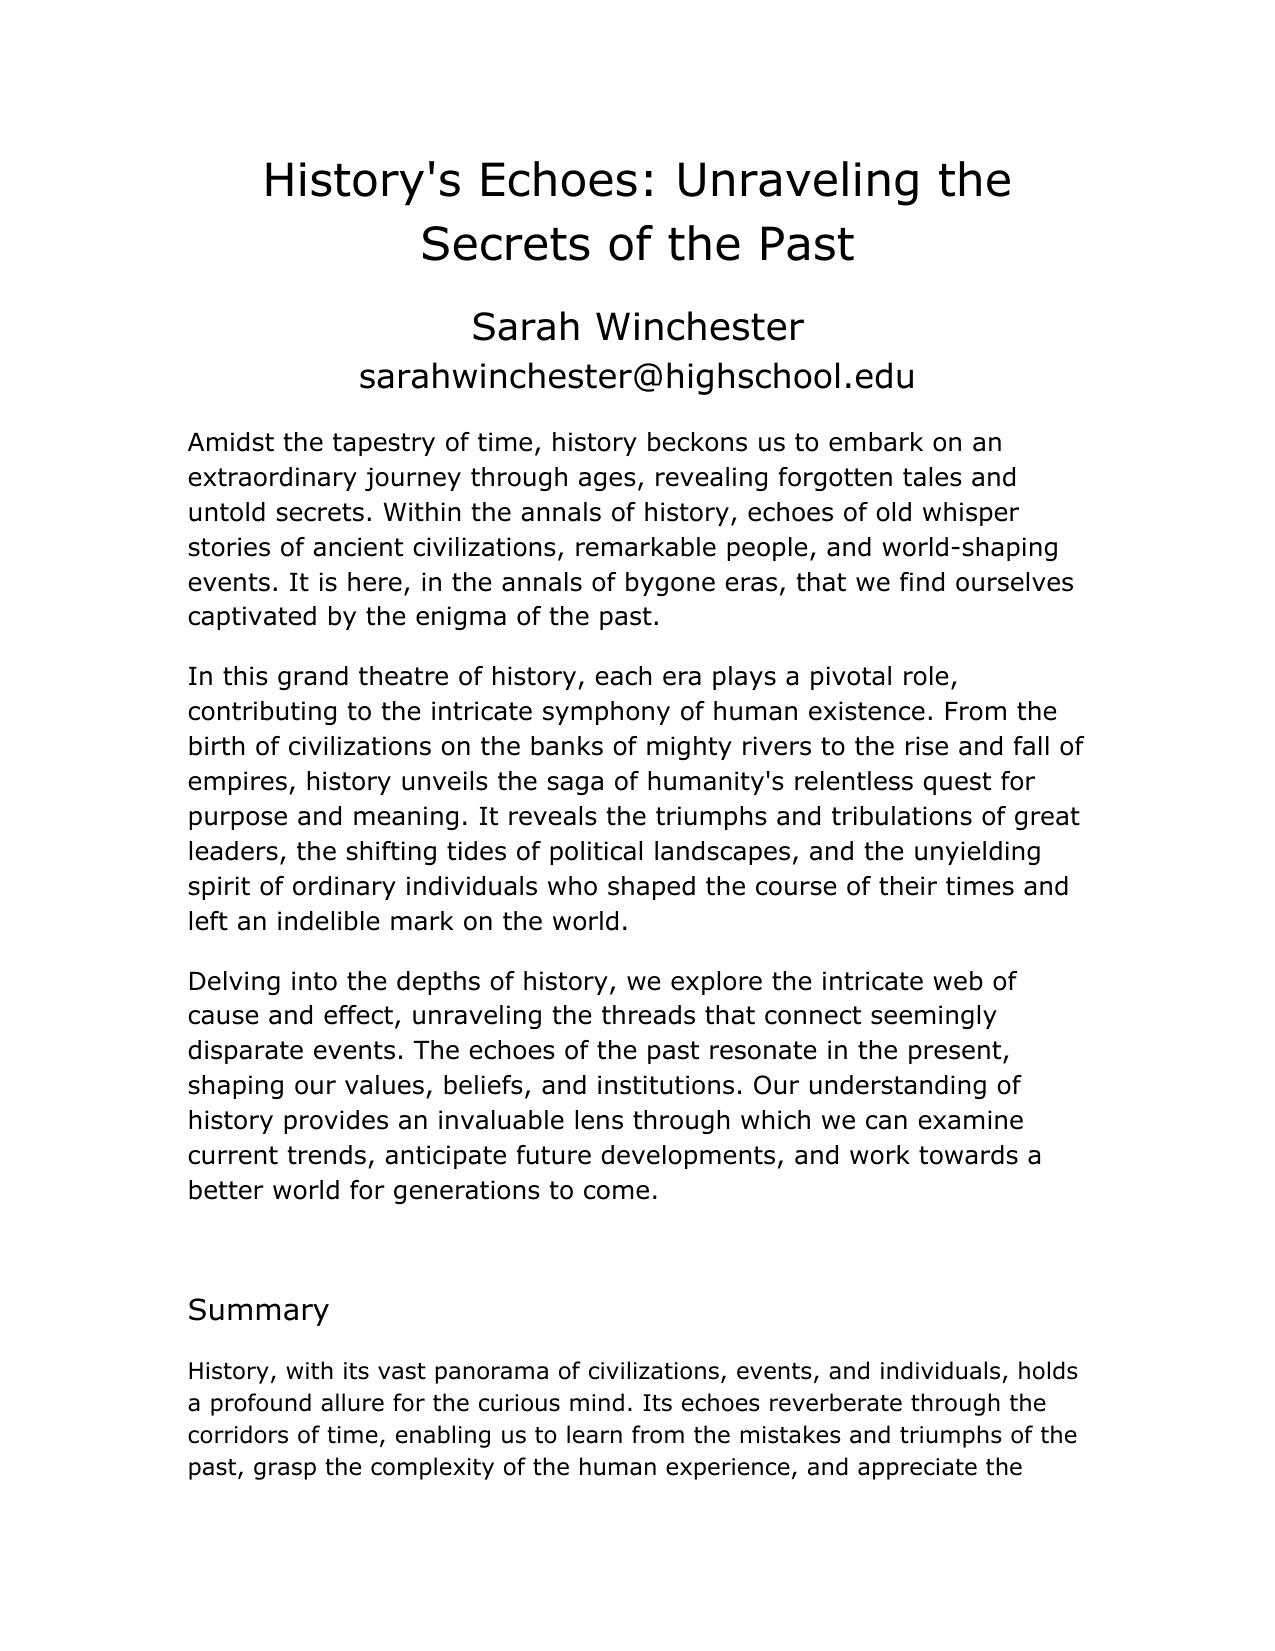 History's Echoes: Unraveling the
Secrets of the Past
Sarah Winchester
sarahwinchester@highschool.edu
Amidst the tapestry of time, history beckons us to embark on an
extraordinary journey through ages, revealing forgotten tales and
untold secrets. Within the annals of history, echoes of old whisper
stories of ancient civilizations, remarkable people, and world-shaping
events. It is here, in the annals of bygone eras, that we find ourselves
captivated by the enigma of the past.
In this grand theatre of history, each era plays a pivotal role,
contributing to the intricate symphony of human existence. From the
birth of civilizations on the banks of mighty rivers to the rise and fall of
empires, history unveils the saga of humanity's relentless quest for
purpose and meaning. It reveals the triumphs and tribulations of great
leaders, the shifting tides of political landscapes, and the unyielding
spirit of ordinary individuals who shaped the course of their times and
left an indelible mark on the world.
Delving into the depths of history, we explore the intricate web of
cause and effect, unraveling the threads that connect seemingly
disparate events. The echoes of the past resonate in the present,
shaping our values, beliefs, and institutions. Our understanding of
history provides an invaluable lens through which we can examine
current trends, anticipate future developments, and work towards a
better world for generations to come.
Summary
History, with its vast panorama of civilizations, events, and individuals, holds
a profound allure for the curious mind. Its echoes reverberate through the
corridors of time, enabling us to learn from the mistakes and triumphs of the
past, grasp the complexity of the human experience, and appreciate the